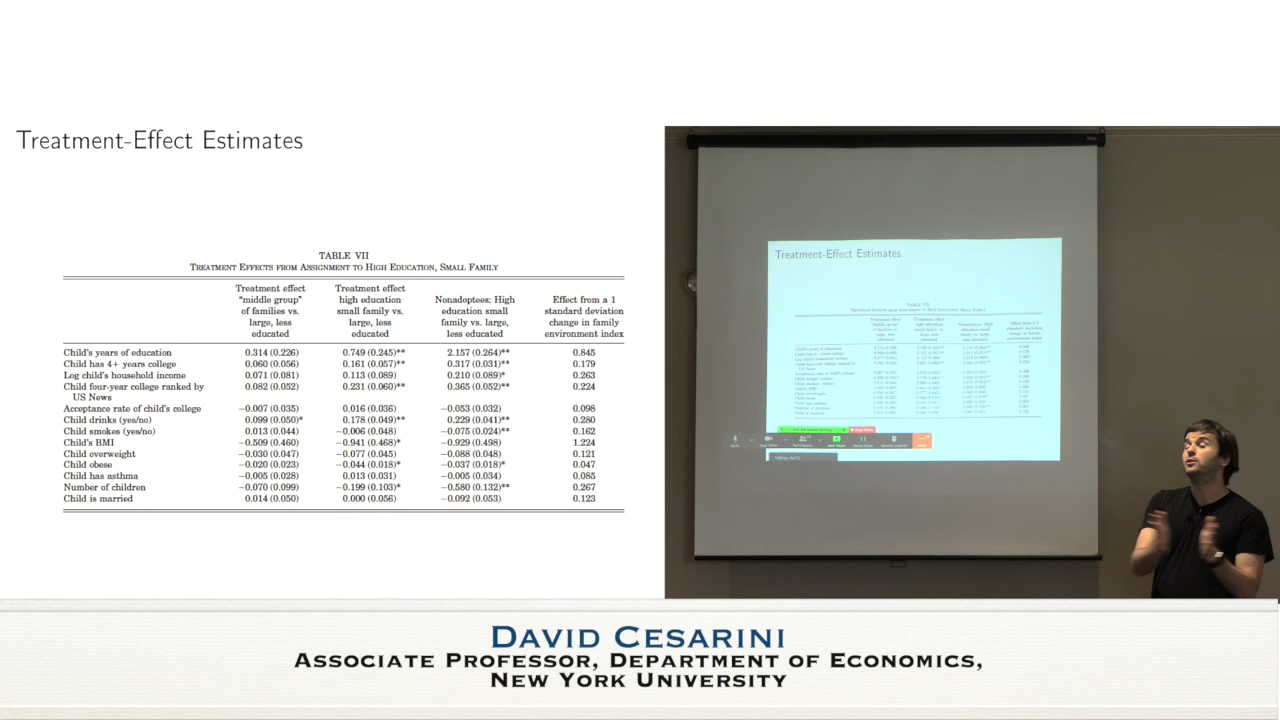 Treatment-Effect Estimates
TABLE VII
TREATMENT EFFECTS FROM ASSIGNMENT TO HIGH EDUCATION, SMALL FAMILY
Treatment effect "middle group" of families vs. large, less educated
Treatment effect high education small family vs. large, less educated
Nonadoptees: High education small family vs. large, less educated
Effect from a 1 standard deviation change in family environment index
Child's years of education 0.314 (0.226) 0.749 (0.245)** 2.157 (0.264)** 0.845
Child has 4+ years college 0.060 (0.056) 0.161 (0.057)** 0.317 (0.031)** 0.179
Log child's household income 0.071 (0.081) 0.113 (0.089) 0.210 (0.089)* 0.263
Child four-year college ranked by 0.082 (0.052) 0.231 (0.060)** 0.365 (0.052)** 0.224
US News
Acceptance rate of child's college −0.007 (0.035) 0.016 (0.036) −0.053 (0.032) 0.098
Child drinks (yes/no) 0.099 (0.050)* 0.178 (0.049)** 0.229 (0.041)** 0.280
Child smokes (yes/no) 0.013 (0.044) −0.006 (0.048) −0.075 (0.024)** 0.162
Child's BMI −0.509 (0.460) −0.941 (0.468)* −0.929 (0.498) 1.224
Child overweight −0.030 (0.047) −0.077 (0.045) −0.088 (0.048) 0.121
Child obese −0.020 (0.023) −0.044 (0.018)* −0.037 (0.018)* 0.047
Child has asthma −0.005 (0.028) 0.013 (0.031) −0.005 (0.034) 0.085
Number of children −0.070 (0.099) −0.199 (0.103)* −0.580 (0.132)** 0.267
Child is married 0.014 (0.050) 0.000 (0.056) −0.092 (0.053) 0.123
Treatment-Effect Estimates
TABLE VII
DAVID CESARINI
ASSOCIATE PROFESSOR, DEPARTMENT OF ECONOMICS,
NEW YORK UNIVERSITY